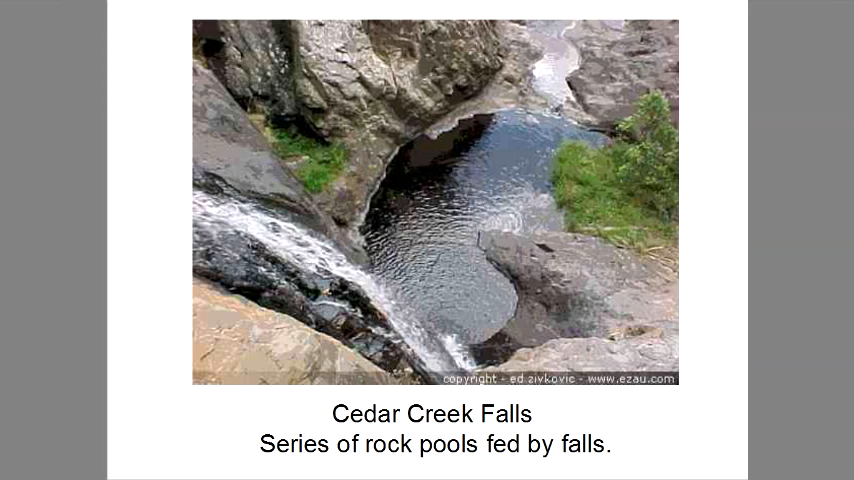 copyright - ed zivkovic - www.ezau.com
Cedar Creek Falls
Series of rock pools fed by falls.